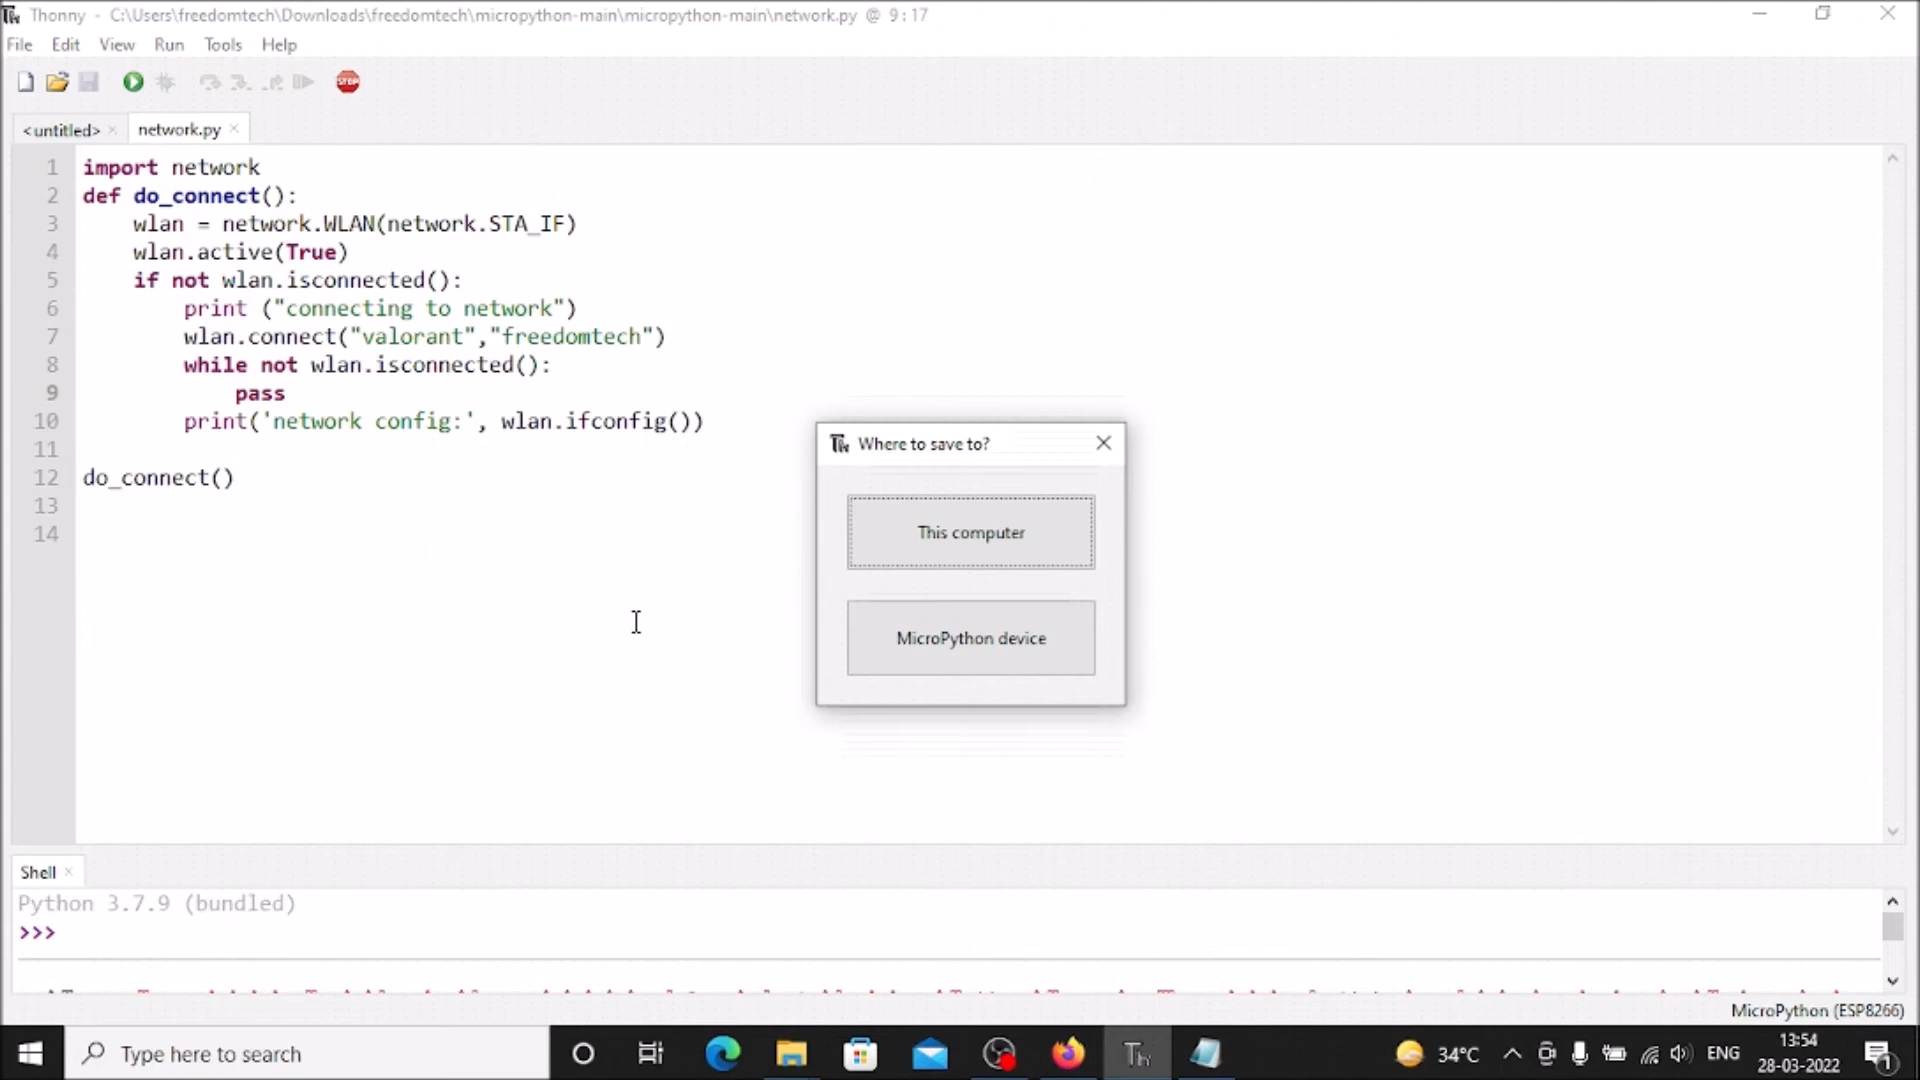 Thonny - C:\Users\freedomtech\Downloads\freedomtech\micropython-main\micropython-main\network.py @ 9:17
File Edit View Run Tools Help
STOP
<untitled> × network.py ×
1 import network
2 def do_connect():
3 wlan = network.WLAN(network.STA_IF)
4 wlan.active(True)
5 if not wlan.isconnected():
6 print ("connecting to network")
7 wlan.connect("valorant","freedomtech")
8 while not wlan.isconnected():
9 pass
10 print('network config:', wlan.ifconfig())
11
12 do_connect()
13
14
Where to save to?
This computer
MicroPython device
Shell ×
Python 3.7.9 (bundled)
>>>
MicroPython (ESP8266)
Type here to search
34°C
ENG
13:54
28-03-2022
1